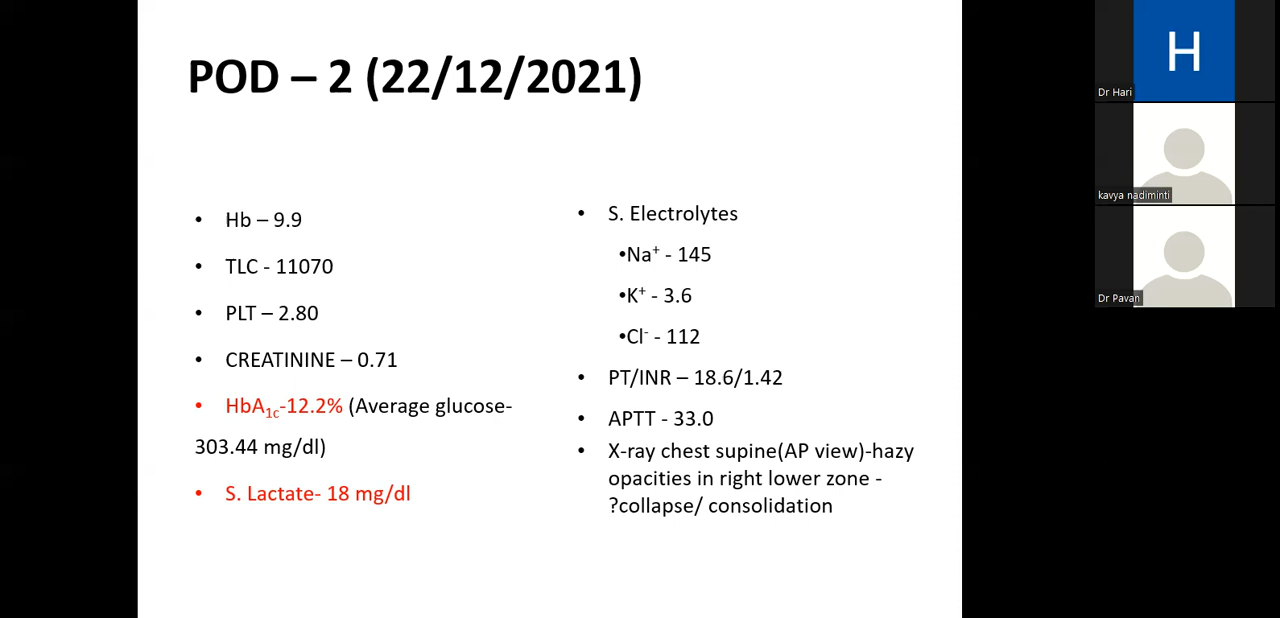 POD – 2 (22/12/2021)
• Hb – 9.9
• TLC - 11070
• PLT – 2.80
• CREATININE – 0.71
• HbA1c-12.2% (Average glucose-
303.44 mg/dl)
• S. Lactate- 18 mg/dl
• S. Electrolytes
•Na+ - 145
•K+ - 3.6
•Cl- - 112
• PT/INR – 18.6/1.42
• APTT - 33.0
• X-ray chest supine(AP view)-hazy
opacities in right lower zone -
?collapse/ consolidation
H
Dr Hari
kavya nadiminti
Dr Pavan